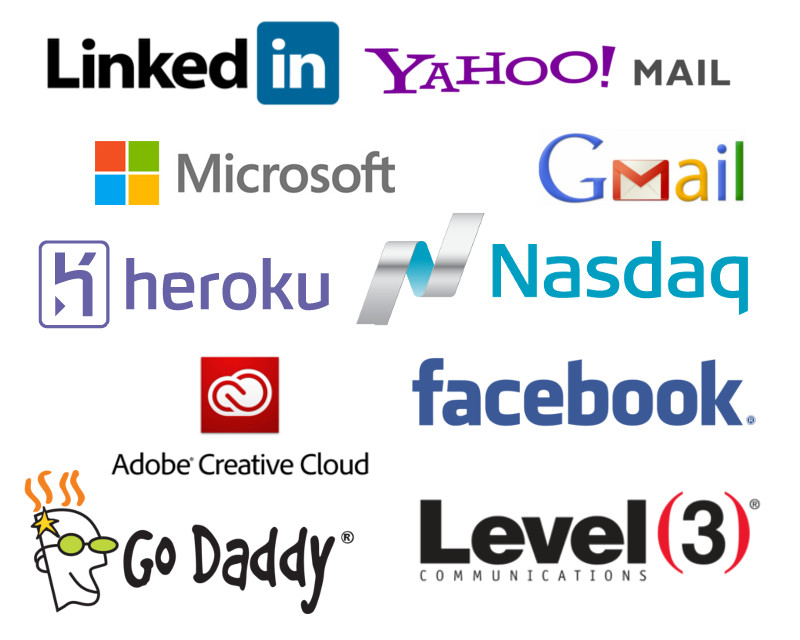 Linked in
YAHOO! MAIL
Microsoft
Gmail
heroku
Nasdaq
facebook®
Adobe® Creative Cloud
Go Daddy®
Level(3)®
COMMUNICATIONS